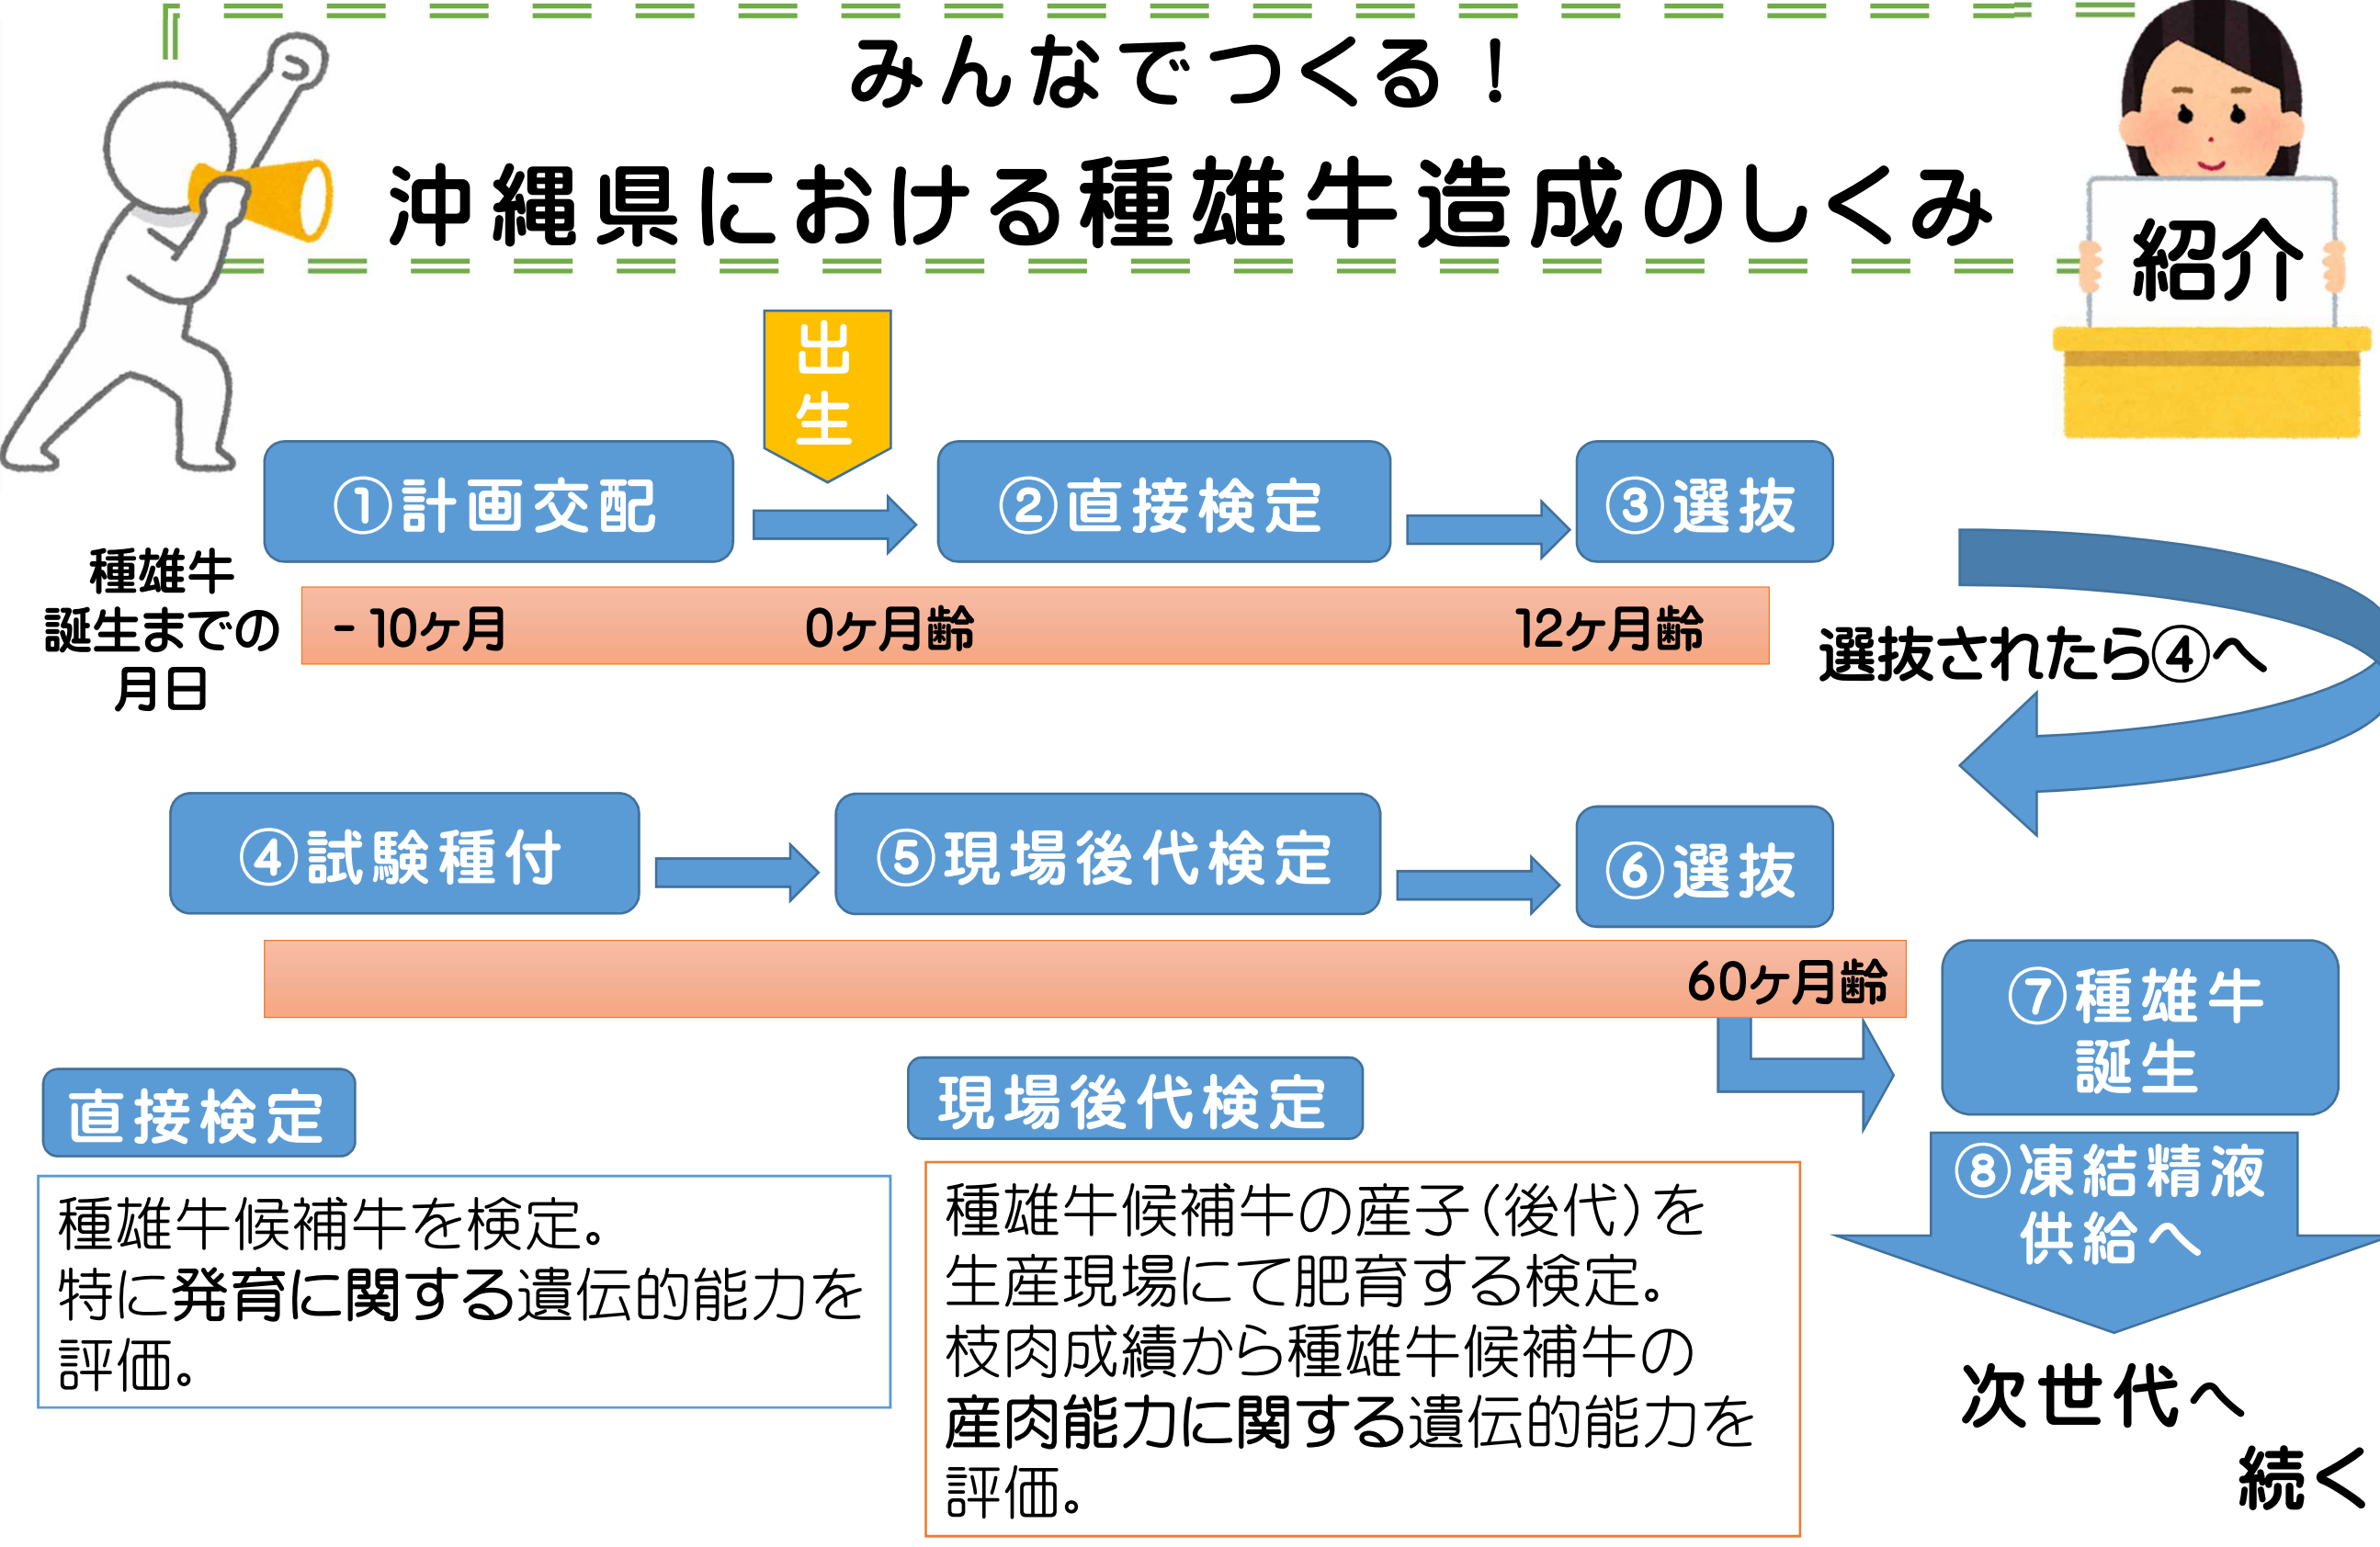 みんなでつくる！
沖縄県における種雄牛造成のしくみ
紹介
出
生
①計画交配
②直接検定
③選抜
種雄牛
誕生までの
月日
－10ケ月
0ケ月齢
12ケ月齢
選抜されたら④へ
④試験種付
⑤現場後代検定
⑥選抜
60ケ月齢
⑦種雄牛
誕生
⑧凍結精液
供給へ
次世代へ
続く
直接検定
種雄牛候補牛を検定。
特に発育に関する遺伝的能力を
評価。
現場後代検定
種雄牛候補牛の産子（後代）を
生産現場にて肥育する検定。
枝肉成績から種雄牛候補牛の
産肉能力に関する遺伝的能力を
評価。